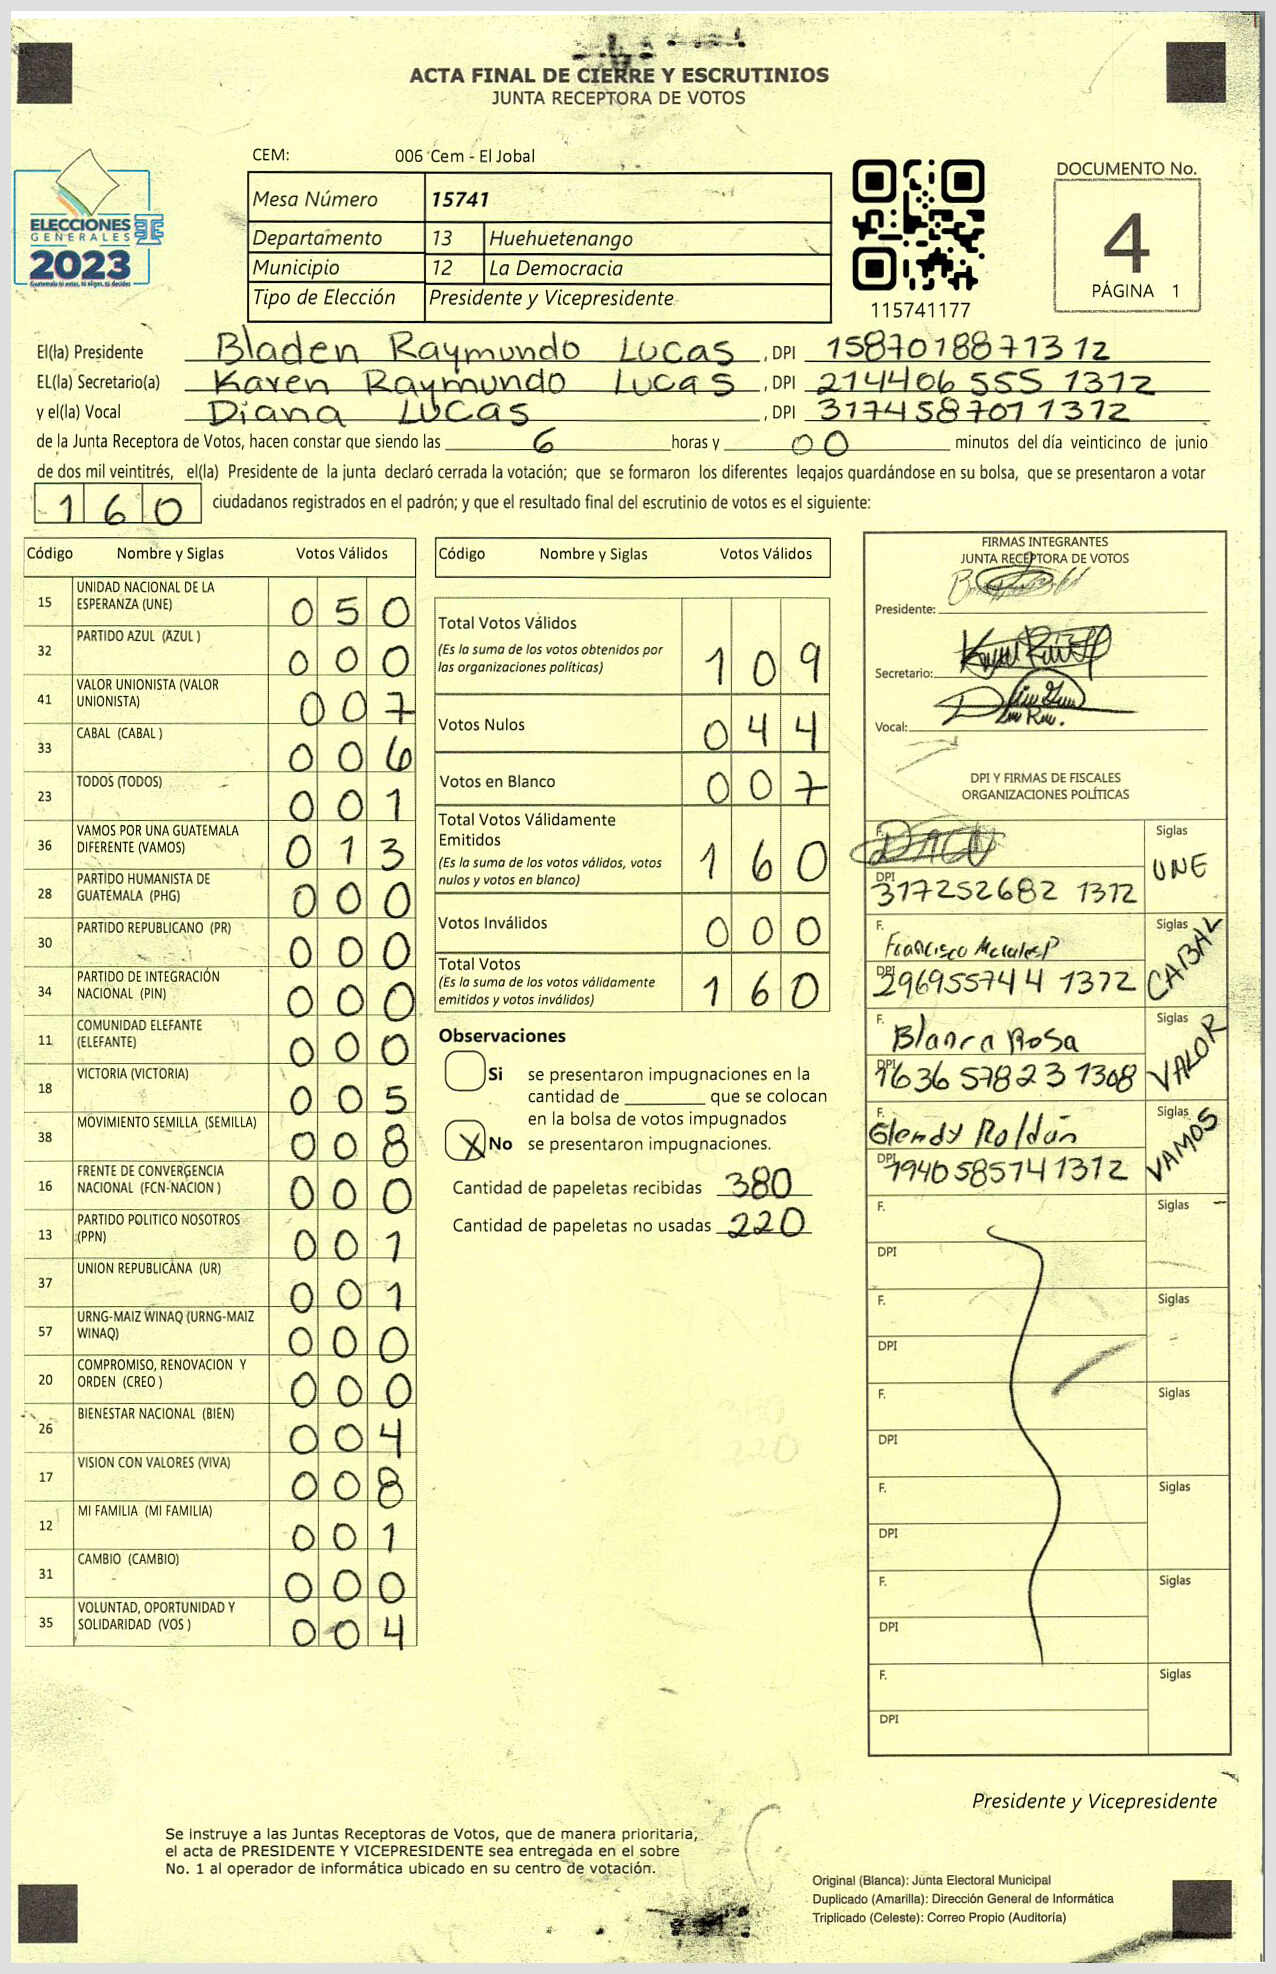 ACTA FINAL DE CIERRE Y ESCRUTINIOS
JUNTA RECEPTORA DE VOTOS
CEM: 006 Cem - El Jobal
ELECCIONES
GENERALES
2023
Guatemala tú votas, tú eliges, tú decides
Mesa Número 15741
Departamento 13 Huehuetenango
Municipio 12 La Democracia
Tipo de Elección Presidente y Vicepresidente
115741177
DOCUMENTO No.
4
PÁGINA 1
El(la) Presidente Bladen Raymundo Lucas , DPI 1587018871312
EL(la) Secretario(a) Karen Raymundo Lucas , DPI 214406 555 1312
y el(la) Vocal Diana Lucas , DPI 317458701 1312
de la Junta Receptora de Votos, hacen constar que siendo las 6 horas y 00 minutos del día veinticinco de junio
de dos mil veintitrés, el(la) Presidente de la junta declaró cerrada la votación; que se formaron los diferentes legajos guardándose en su bolsa, que se presentaron a votar
160 ciudadanos registrados en el padrón; y que el resultado final del escrutinio de votos es el siguiente:
Código Nombre y Siglas Votos Válidos
15 UNIDAD NACIONAL DE LA ESPERANZA (UNE) 050
32 PARTIDO AZUL (AZUL ) 000
41 VALOR UNIONISTA (VALOR UNIONISTA) 007
33 CABAL (CABAL ) 006
23 TODOS (TODOS) 001
36 VAMOS POR UNA GUATEMALA DIFERENTE (VAMOS) 013
28 PARTIDO HUMANISTA DE GUATEMALA (PHG) 000
30 PARTIDO REPUBLICANO (PR) 000
34 PARTIDO DE INTEGRACIÓN NACIONAL (PIN) 000
11 COMUNIDAD ELEFANTE (ELEFANTE) 000
18 VICTORIA (VICTORIA) 005
38 MOVIMIENTO SEMILLA (SEMILLA) 008
16 FRENTE DE CONVERGENCIA NACIONAL (FCN-NACION ) 000
13 PARTIDO POLITICO NOSOTROS (PPN) 001
37 UNION REPUBLICANA (UR) 001
57 URNG-MAIZ WINAQ (URNG-MAIZ WINAQ) 000
20 COMPROMISO, RENOVACION Y ORDEN (CREO ) 000
26 BIENESTAR NACIONAL (BIEN) 004
17 VISION CON VALORES (VIVA) 008
12 MI FAMILIA (MI FAMILIA) 001
31 CAMBIO (CAMBIO) 000
35 VOLUNTAD, OPORTUNIDAD Y SOLIDARIDAD (VOS ) 004
Código Nombre y Siglas Votos Válidos
Total Votos Válidos 109
(Es la suma de los votos obtenidos por
las organizaciones políticas)
Votos Nulos 044
Votos en Blanco 007
Total Votos Válidamente
Emitidos 160
(Es la suma de los votos válidos, votos
nulos y votos en blanco)
Votos Inválidos 000
Total Votos 160
(Es la suma de los votos válidamente
emitidos y votos inválidos)
Observaciones
Si se presentaron impugnaciones en la
cantidad de ________ que se colocan
en la bolsa de votos impugnados
X No se presentaron impugnaciones.
Cantidad de papeletas recibidas 380
Cantidad de papeletas no usadas 220
FIRMAS INTEGRANTES
JUNTA RECEPTORA DE VOTOS
Presidente:
Secretario:
Vocal:
DPI Y FIRMAS DE FISCALES
ORGANIZACIONES POLÍTICAS
F. Siglas UNE
DPI 317252682 1312
F. Francisco Morales P Siglas CABAL
DPI 296955744 1312
F. Blanca Rosa Siglas VALOR
DPI 1636 57823 1308
F. Glendy Roldán Siglas VAMOS
DPI 1940585741312
F. Siglas
DPI
F. Siglas
DPI
F. Siglas
DPI
F. Siglas
DPI
F. Siglas
DPI
F. Siglas
DPI
Presidente y Vicepresidente
Se instruye a las Juntas Receptoras de Votos, que de manera prioritaria,
el acta de PRESIDENTE Y VICEPRESIDENTE sea entregada en el sobre
No. 1 al operador de informática ubicado en su centro de votación.
Original (Blanca): Junta Electoral Municipal
Duplicado (Amarilla): Dirección General de Informática
Triplicado (Celeste): Correo Propio (Auditoría)